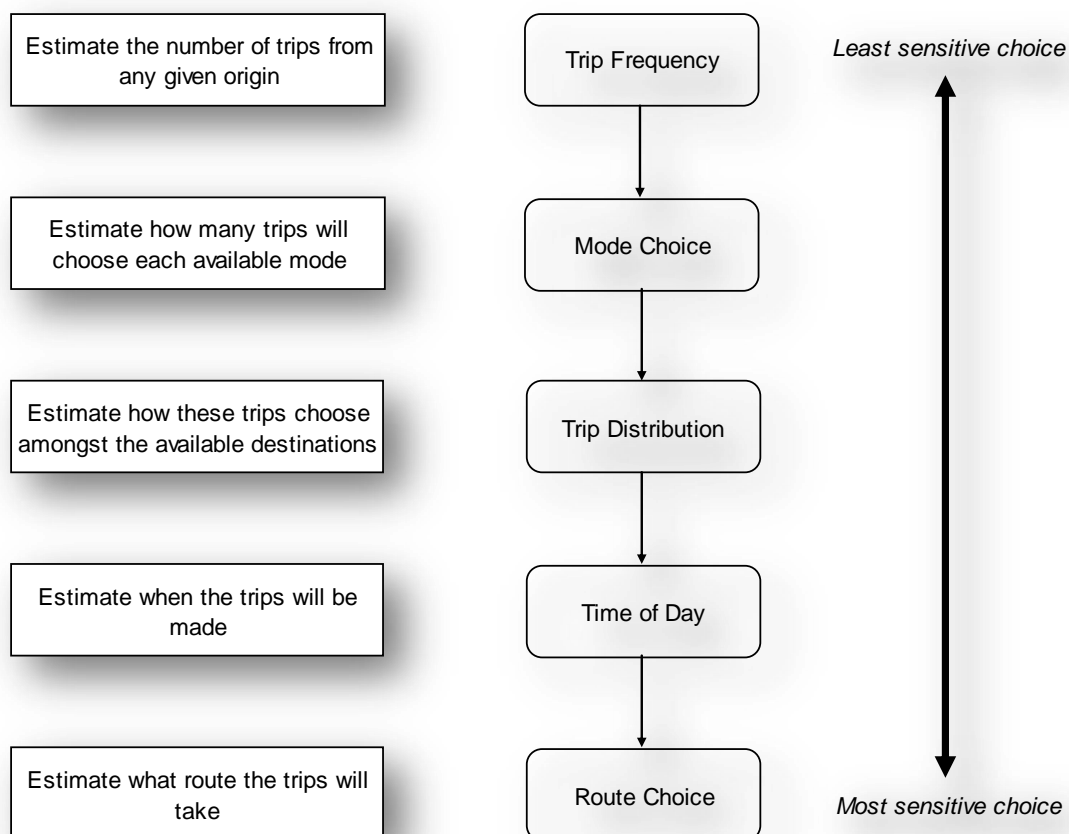 Estimate the number of trips from
any given origin
Trip Frequency
Least sensitive choice
Estimate how many trips will
choose each available mode
Mode Choice
Estimate how these trips choose
amongst the available destinations
Trip Distribution
Estimate when the trips will be
made
Time of Day
Estimate what route the trips will
take
Route Choice
Most sensitive choice